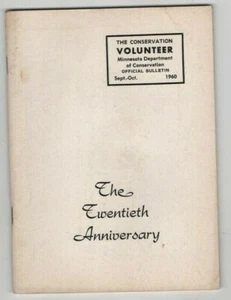 THE CONSERVATION
VOLUNTEER
Minnesota Department
of Conservation
OFFICIAL BULLETIN
Sept.-Oct. 1960
The
Twentieth
Anniversary